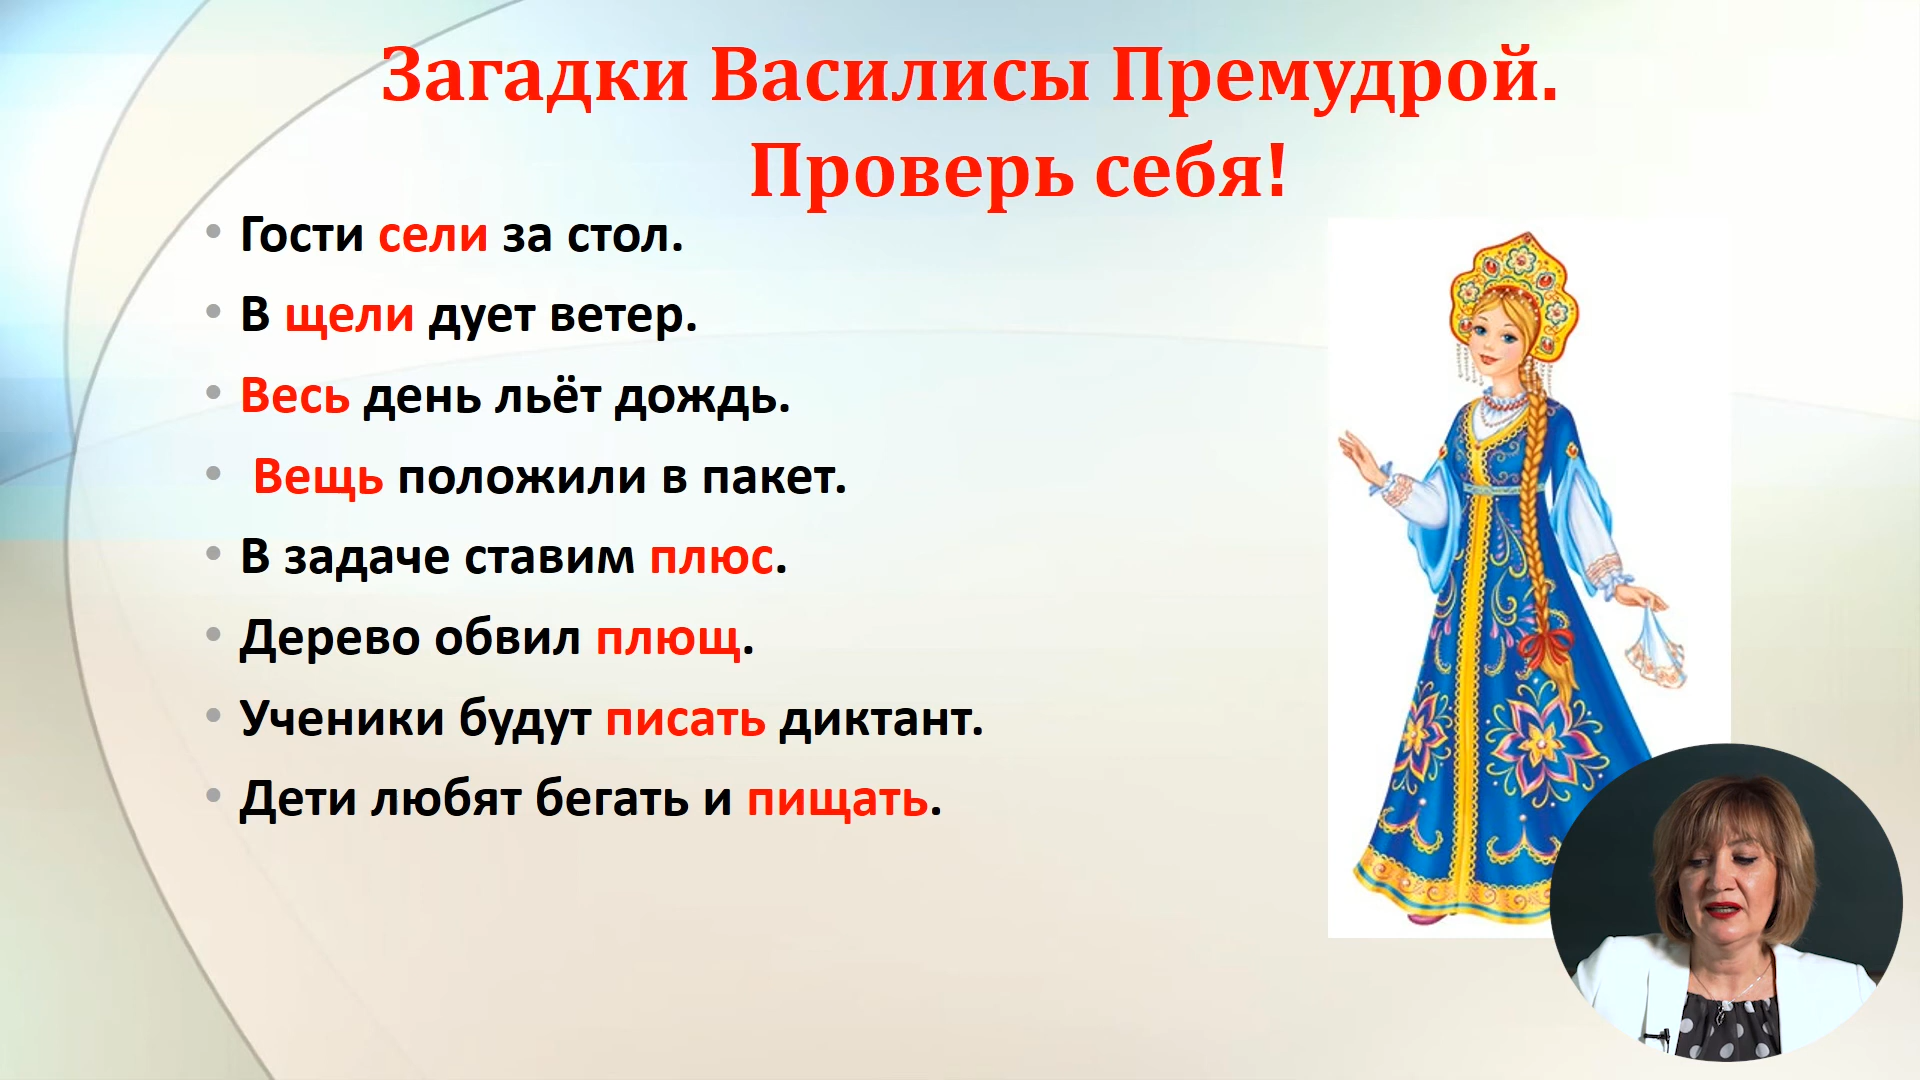 Загадки Василисы Премудрой.
Проверь себя!
• Гости сели за стол.
• В щели дует ветер.
• Весь день льёт дождь.
• Вещь положили в пакет.
• В задаче ставим плюс.
• Дерево обвил плющ.
• Ученики будут писать диктант.
• Дети любят бегать и пищать.